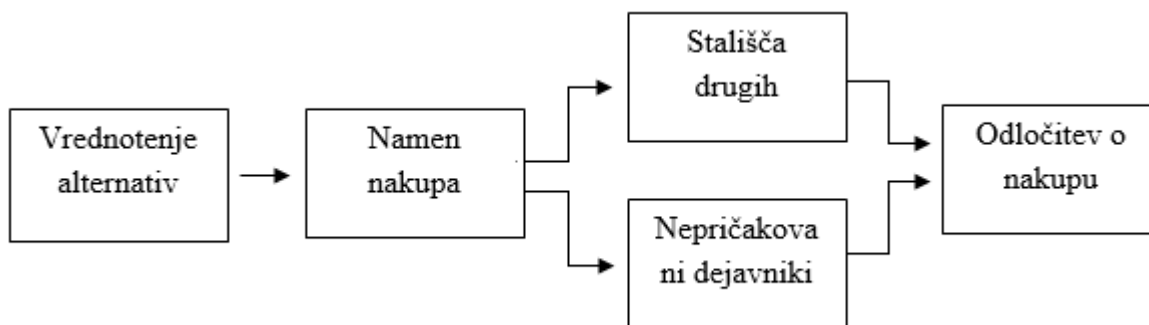 Vrednotenje
alternativ
Namen
nakupa
Stališča
drugih
Nepričakova
ni dejavniki
Odločitev o
nakupu